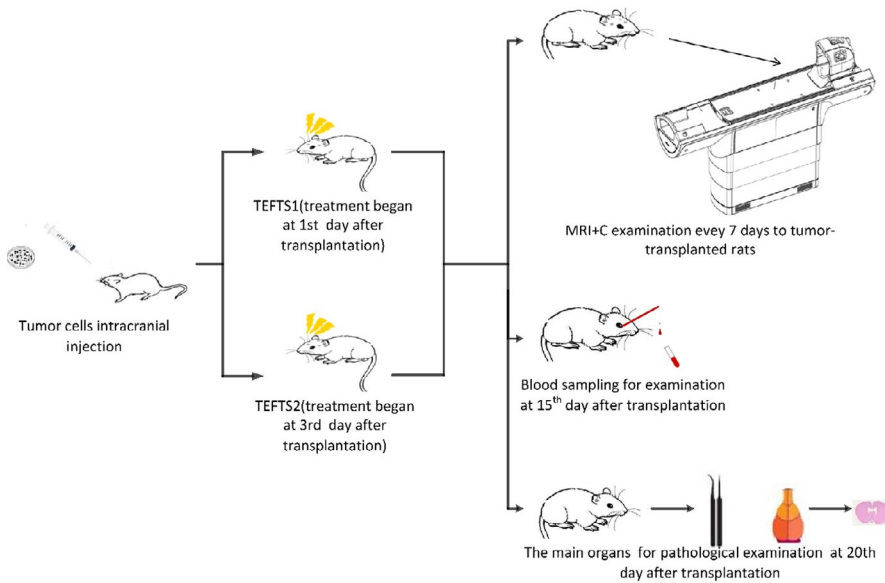 Tumor cells intracranial
injection
TEFTS1(treatment began
at 1st day after
transplantation)
TEFTS2(treatment began
at 3rd day after
transplantation)
MRI+C examination evey 7 days to tumor-
transplanted rats
Blood sampling for examination
at 15th day after transplantation
The main organs for pathological examination at 20th
day after transplantation